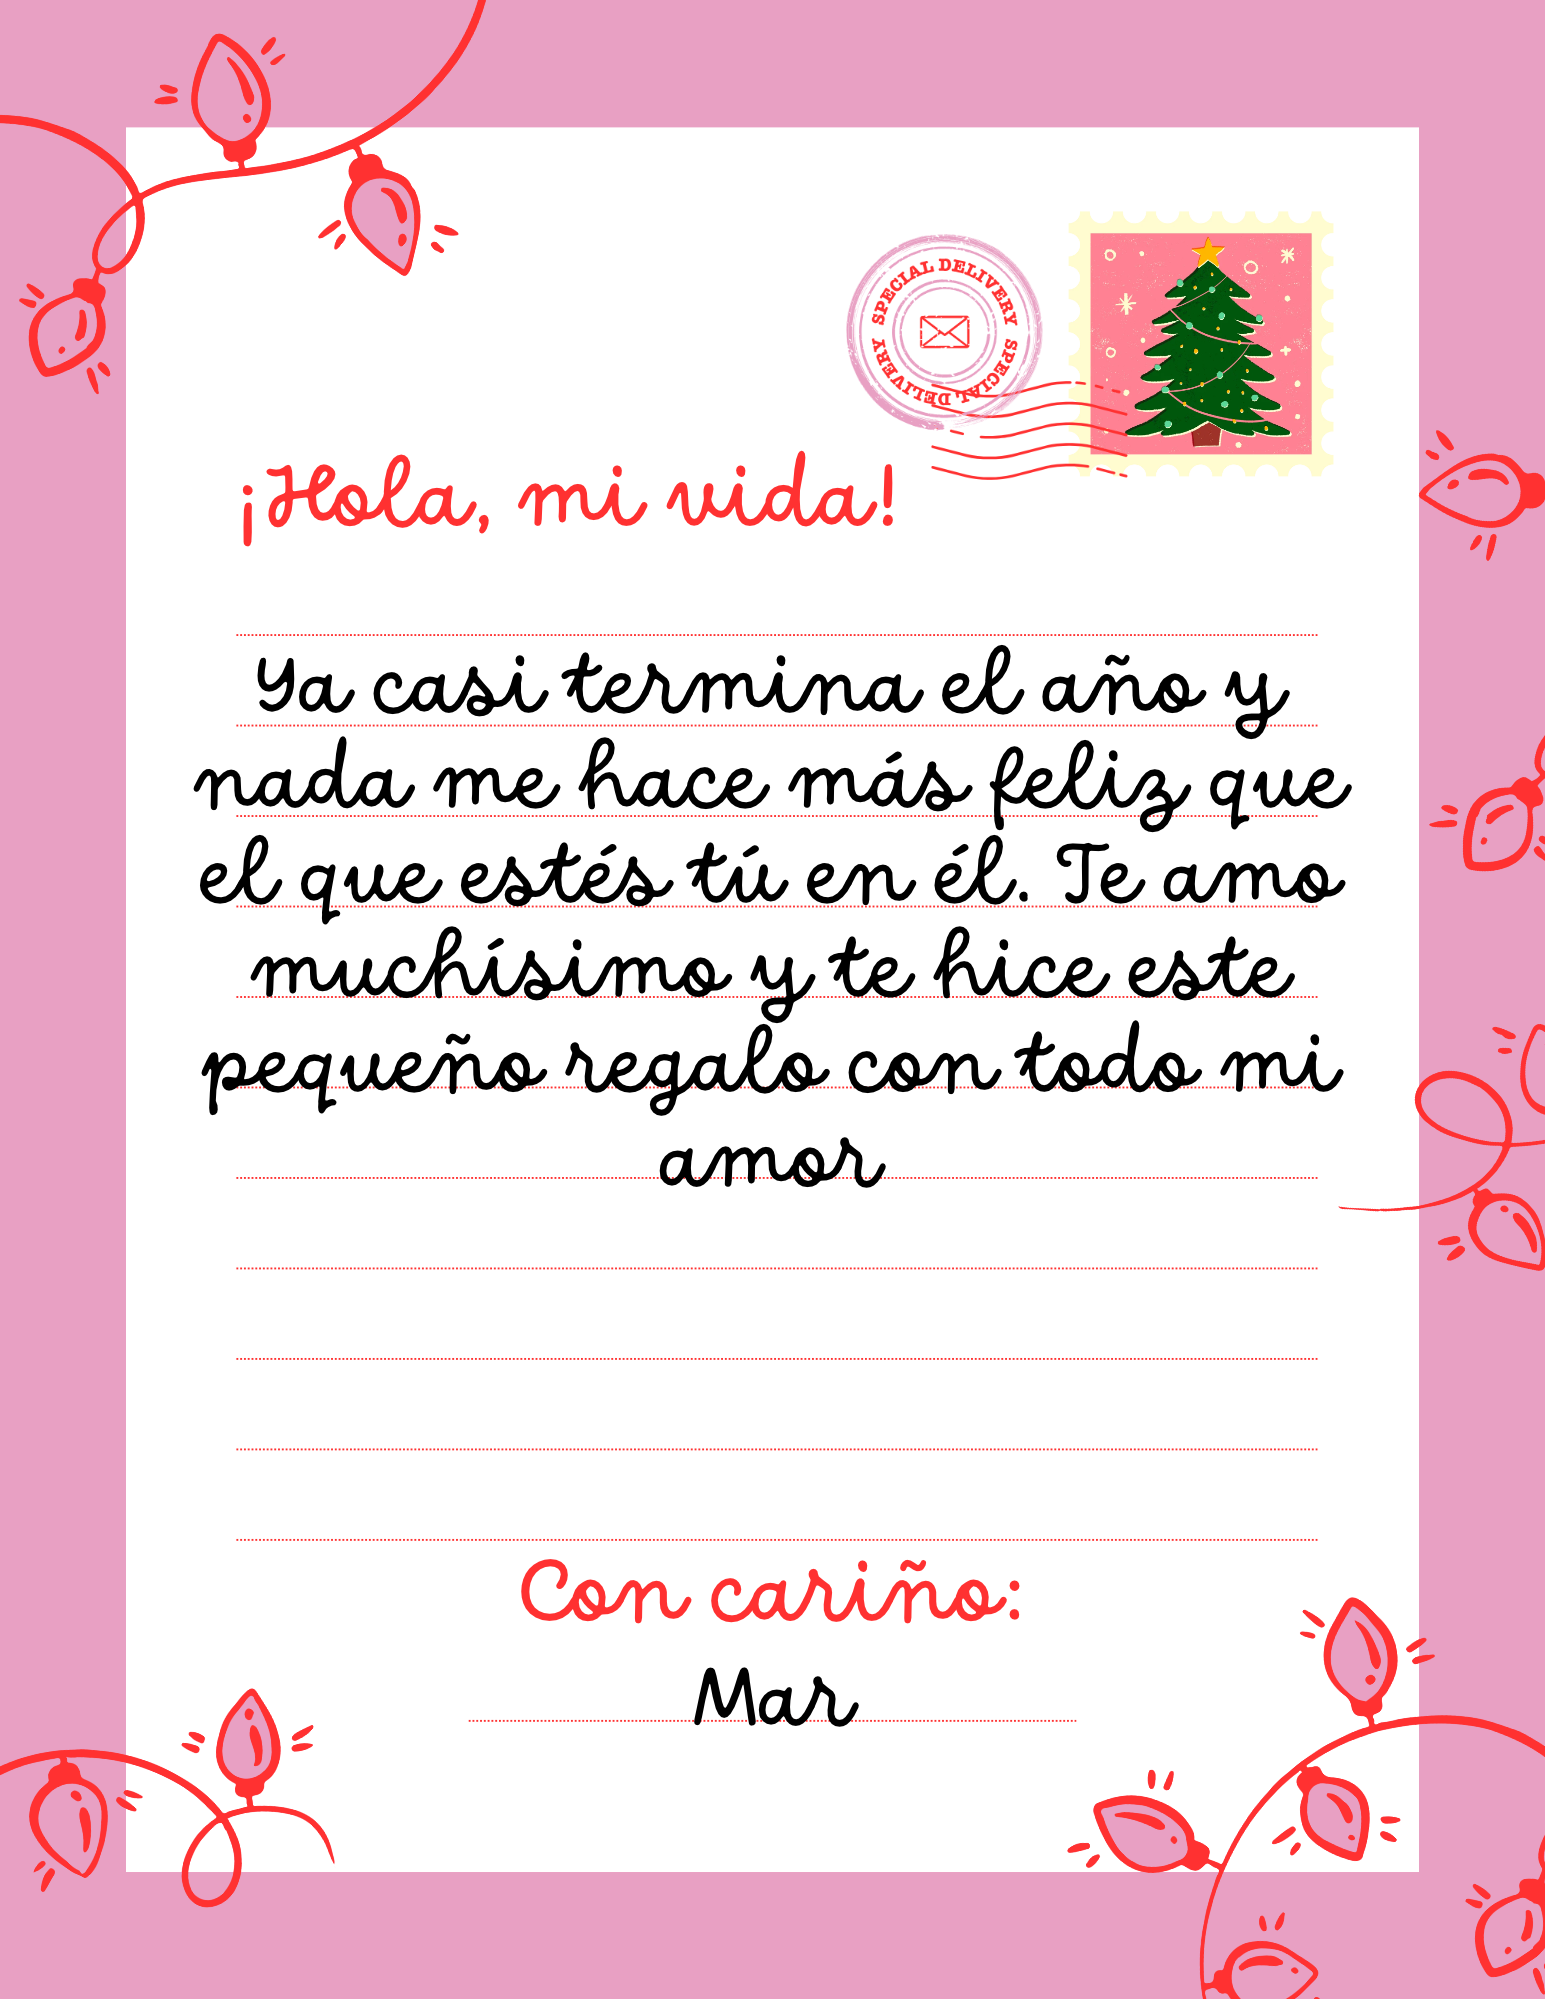 SPECIAL DELIVERY SPECIAL DELIVERY
¡Hola, mi vida!
Ya casi termina el año y
nada me hace más feliz que
el que estés tú en él. Te amo
muchísimo y te hice este
pequeño regalo con todo mi
amor
Con cariño:
Mar